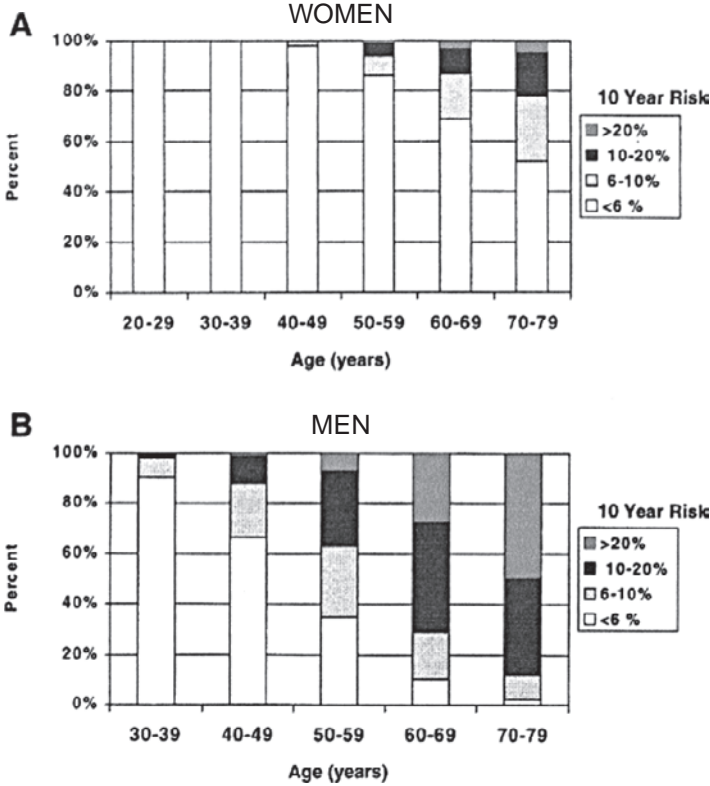 A
WOMEN
100%
80%
60%
40%
20%
0%
Percent
20-29 30-39 40-49 50-59 60-69 70-79
Age (years)
10 Year Risk
>20%
10-20%
6-10%
<6 %
B
MEN
100%
80%
60%
40%
20%
0%
Percent
30-39 40-49 50-59 60-69 70-79
Age (years)
10 Year Risk
>20%
10-20%
6-10%
<6 %